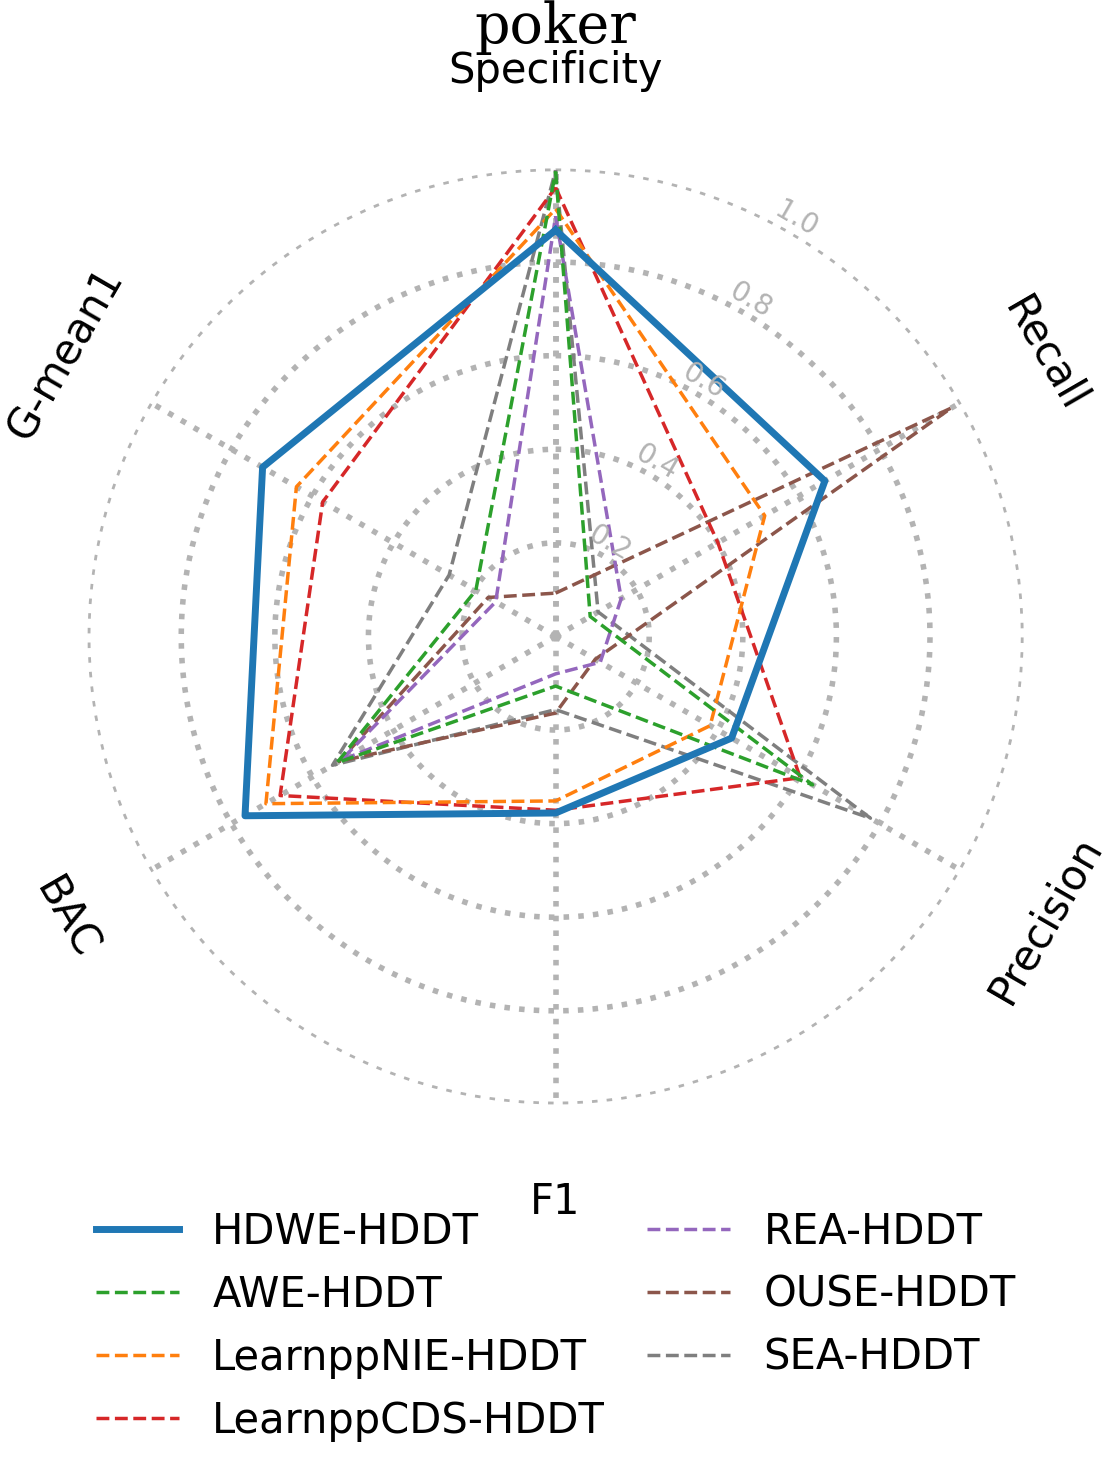 poker
Specificity
1.0
0.8
0.6
0.4
0.2
Recall
G-mean1
BAC
Precision
F1
HDWE-HDDT
AWE-HDDT
LearnppNIE-HDDT
LearnppCDS-HDDT
REA-HDDT
OUSE-HDDT
SEA-HDDT